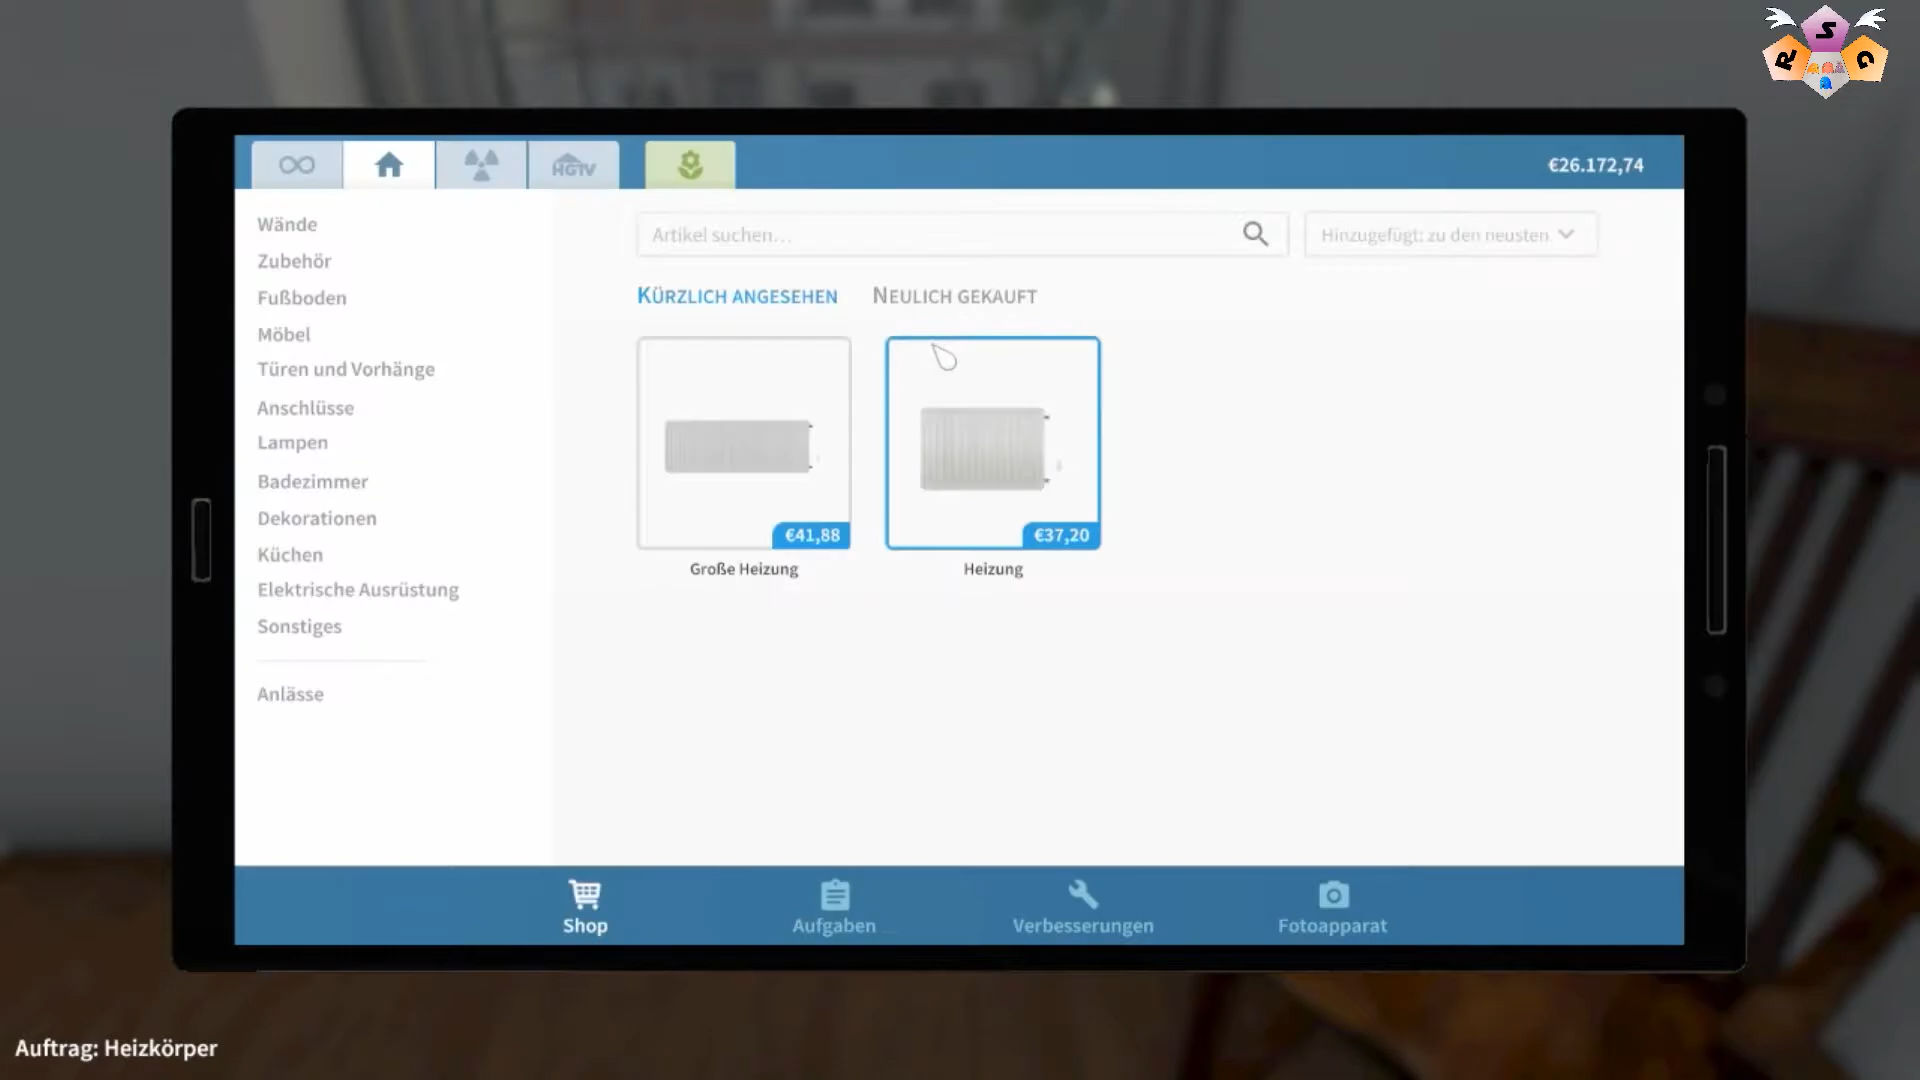 S
R G
HGTV
€26.172,74
Wände
Zubehör
Fußboden
Möbel
Türen und Vorhänge
Anschlüsse
Lampen
Badezimmer
Dekorationen
Küchen
Elektrische Ausrüstung
Sonstiges
Anlässe
Artikel suchen...
Hinzugefügt: zu den neusten
KÜRZLICH ANGESEHEN
NEULICH GEKAUFT
€41,88
€37,20
Große Heizung
Heizung
Shop
Aufgaben
Verbesserungen
Fotoapparat
Auftrag: Heizkörper